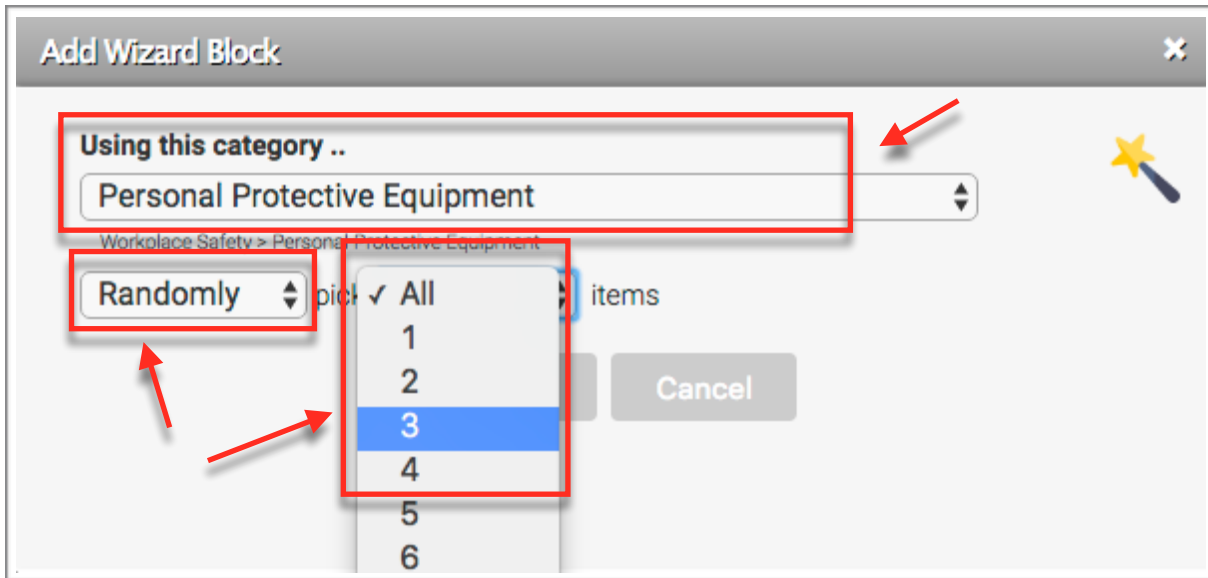 Add Wizard Block
Using this category ..
Personal Protective Equipment
Workplace Safety > Personal Protective Equipment
Randomly pick ✓ All items
1
2
3
4
5
6
Cancel